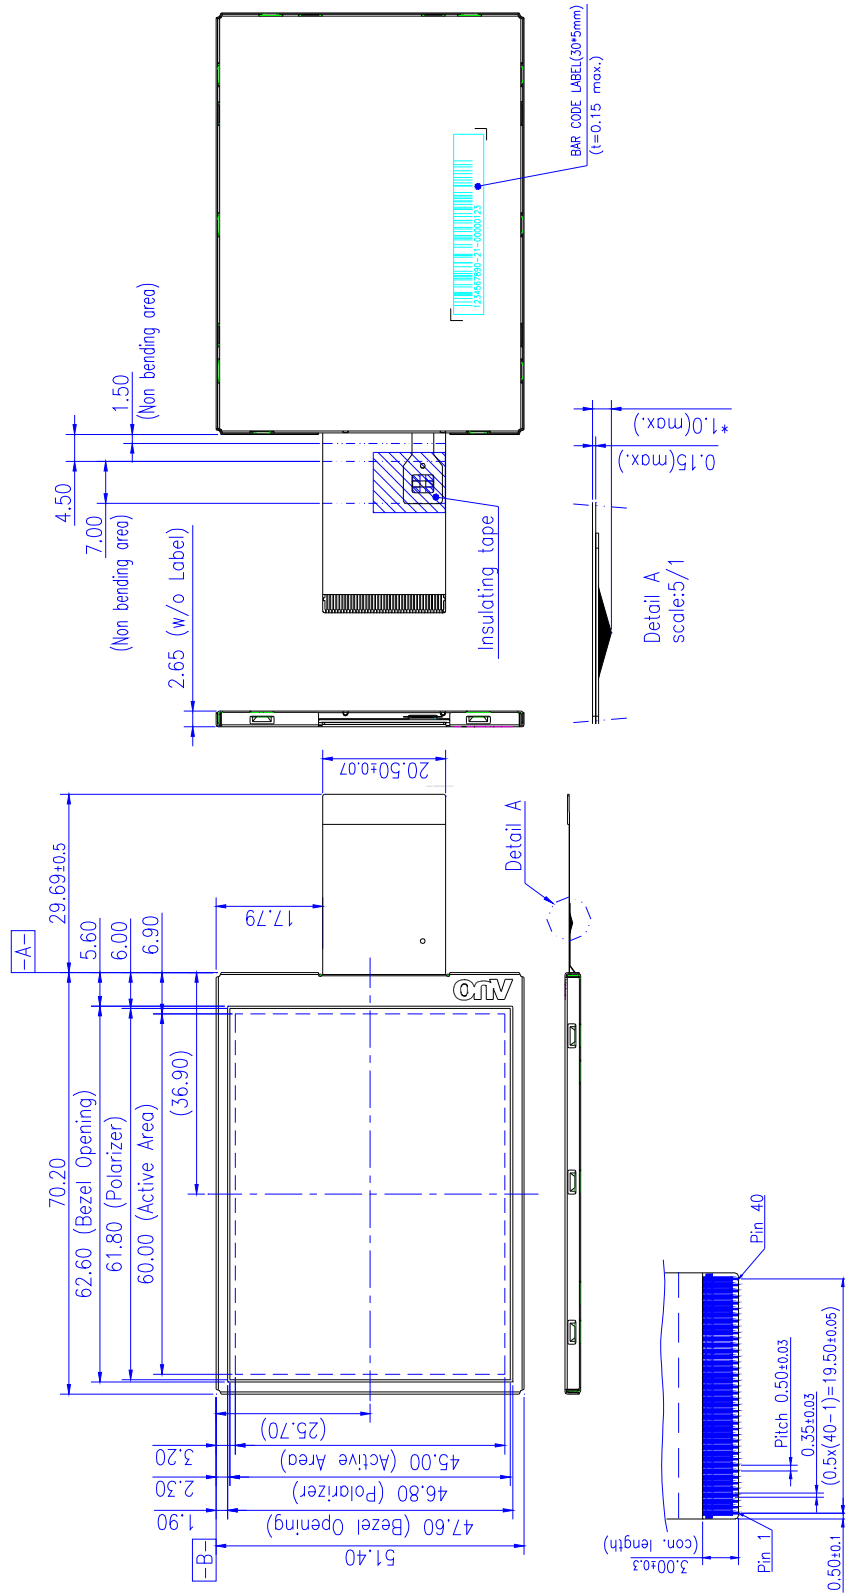 BAR CODE LABEL(30*5mm)
(t=0.15 max.)
1234567890-21-00000123
1.50
(Non bending area)
4.50
7.00
(Non bending area)
2.65 (w/o Label)
Insulating tape
*1.0(max.)
0.15(max.)
Detail A
scale:5/1
20.50±0.07
29.69±0.5
-A-
5.60
6.00
6.90
17.79
Detail A
AUO
70.20
62.60 (Bezel Opening)
61.80 (Polarizer)
60.00 (Active Area)
(36.90)
(25.70)
3.20
45.00 (Active Area)
2.30
46.80 (Polarizer)
1.90
47.60 (Bezel Opening)
51.40
-B-
Pin 40
Pitch 0.50±0.03
0.35±0.03
(0.5x(40-1)=19.50±0.05)
3.00±0.3
(con. length)
Pin 1
0.50±0.1